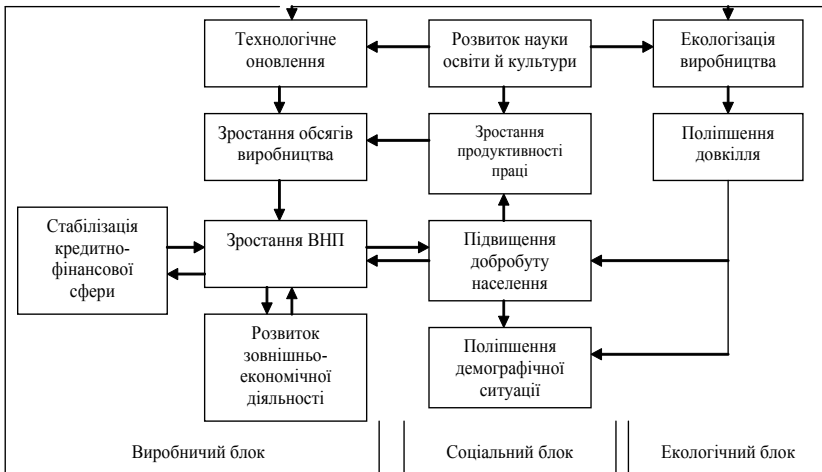 Технологічне
оновлення
Розвиток науки
освіти й культури
Екологізація
виробництва
Зростання обсягів
виробництва
Зростання
продуктивності
праці
Поліпшення
довкілля
Стабілізація
кредитно-
фінансової
сфери
Зростання ВНП
Підвищення
добробуту
населення
Розвиток
зовнішньо-
економічної
діяльності
Поліпшення
демографічної
ситуації
Виробничий блок
Соціальний блок
Екологічний блок